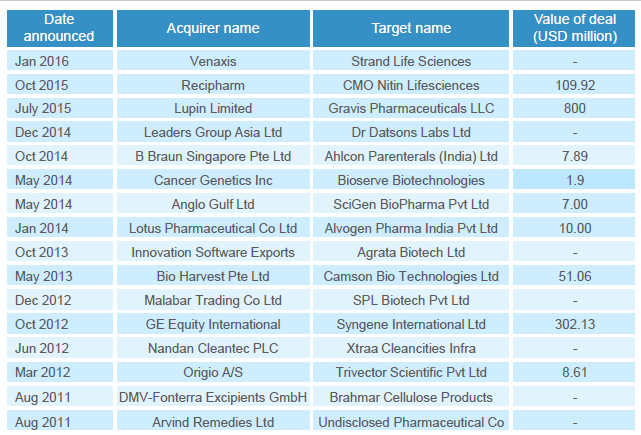 Date announced Acquirer name Target name Value of deal (USD million)
Jan 2016 Venaxis Strand Life Sciences -
Oct 2015 Recipharm CMO Nitin Lifesciences 109.92
July 2015 Lupin Limited Gravis Pharmaceuticals LLC 800
Dec 2014 Leaders Group Asia Ltd Dr Datsons Labs Ltd -
Oct 2014 B Braun Singapore Pte Ltd Ahlcon Parenterals (India) Ltd 7.89
May 2014 Cancer Genetics Inc Bioserve Biotechnologies 1.9
May 2014 Anglo Gulf Ltd SciGen BioPharma Pvt Ltd 7.00
Jan 2014 Lotus Pharmaceutical Co Ltd Alvogen Pharma India Pvt Ltd 10.00
Oct 2013 Innovation Software Exports Agrata Biotech Ltd -
May 2013 Bio Harvest Pte Ltd Camson Bio Technologies Ltd 51.06
Dec 2012 Malabar Trading Co Ltd SPL Biotech Pvt Ltd -
Oct 2012 GE Equity International Syngene International Ltd 302.13
Jun 2012 Nandan Cleantec PLC Xtraa Cleancities Infra -
Mar 2012 Origio A/S Trivector Scientific Pvt Ltd 8.61
Aug 2011 DMV-Fonterra Excipients GmbH Brahmar Cellulose Products -
Aug 2011 Arvind Remedies Ltd Undisclosed Pharmaceutical Co -